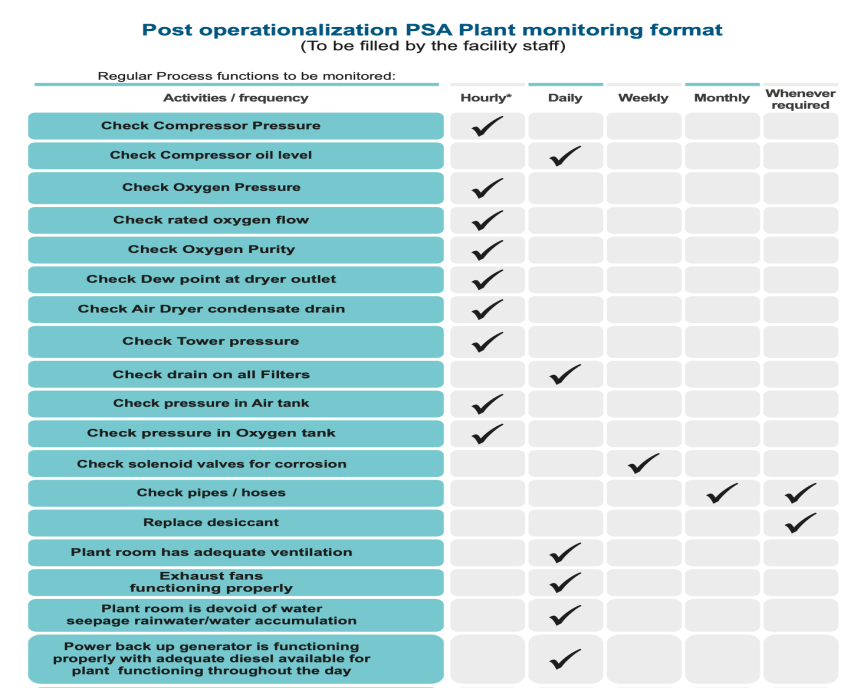 Post operationalization PSA Plant monitoring format
(To be filled by the facility staff)
Regular Process functions to be monitored:
Activities / frequency Hourly* Daily Weekly Monthly Whenever required
Check Compressor Pressure ✓
Check Compressor oil level ✓
Check Oxygen Pressure ✓
Check rated oxygen flow ✓
Check Oxygen Purity ✓
Check Dew point at dryer outlet ✓
Check Air Dryer condensate drain ✓
Check Tower pressure ✓
Check drain on all Filters ✓
Check pressure in Air tank ✓
Check pressure in Oxygen tank ✓
Check solenoid valves for corrosion ✓
Check pipes / hoses ✓ ✓
Replace desiccant ✓
Plant room has adequate ventilation ✓
Exhaust fans
functioning properly ✓
Plant room is devoid of water
seepage rainwater/water accumulation ✓
Power back up generator is functioning
properly with adequate diesel available for
plant functioning throughout the day ✓